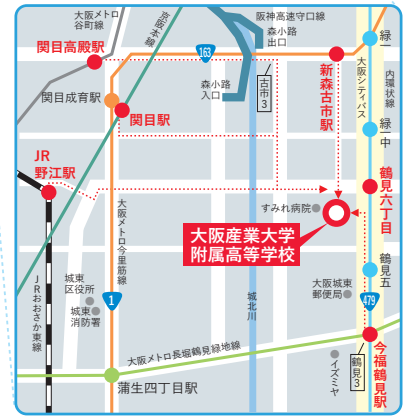 大阪メトロ
谷町線
京阪本線
阪神高速守口線
森小路
出口
緑一
関目高殿駅
163
新森古市駅
大阪シティバス
内環状線
森小路
入口
古市3
関目成育駅
関目駅
緑一中
JR
野江駅
鶴見六丁目
すみれ病院
大阪産業大学
附属高等学校
大阪メトロ今里筋線
JRおおさか東線
城東
区役所
城東
消防署
1
城北川
大阪城東
郵便局
鶴見五
479
大阪メトロ長堀鶴見緑地線
イズミヤ
鶴見3
今福鶴見駅
蒲生四丁目駅